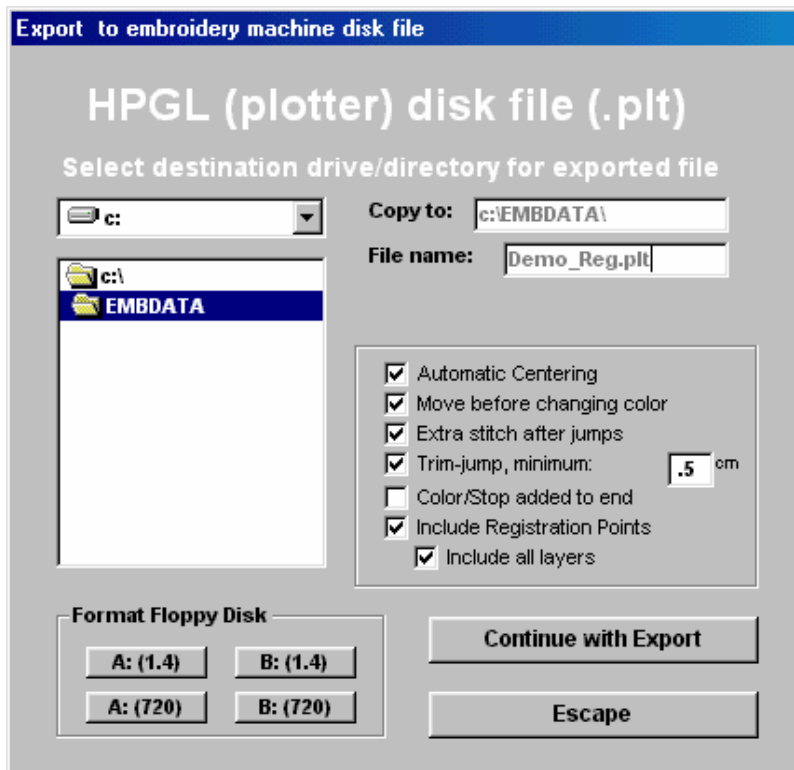 Export  to embroidery machine disk file
HPGL (plotter) disk file (.plt)
Select destination drive/directory for exported file
c:
Copy to: c:\EMBDATA\
File name: Demo_Reg.plt
c:\
EMBDATA
Automatic Centering
Move before changing color
Extra stitch after jumps
Trim-jump, minimum: .5 cm
Color/Stop added to end
Include Registration Points
Include all layers
Format Floppy Disk
A: (1.4) B: (1.4)
A: (720) B: (720)
Continue with Export
Escape